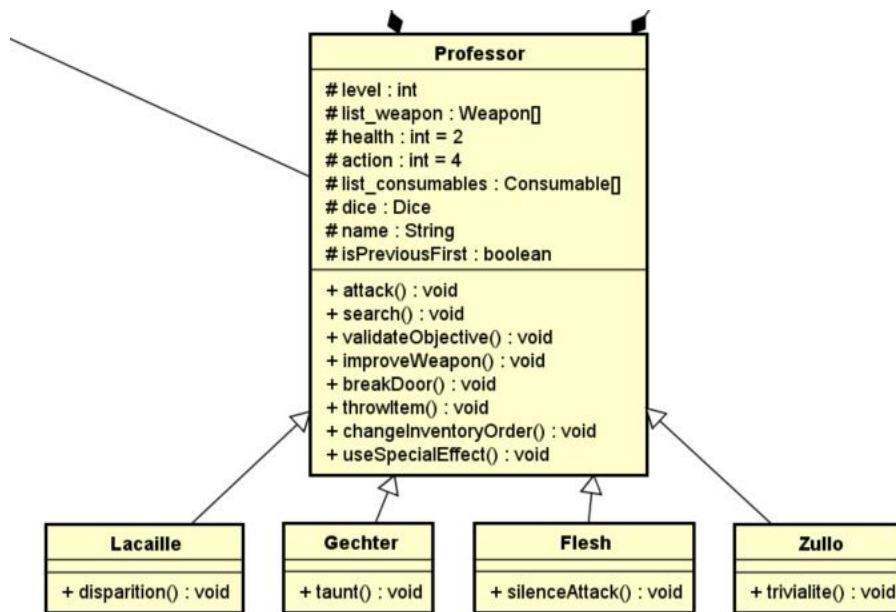 Professor
# level : int
# list_weapon : Weapon[]
# health : int = 2
# action : int = 4
# list_consumables : Consumable[]
# dice : Dice
# name : String
# isPreviousFirst : boolean
+ attack() : void
+ search() : void
+ validateObjective() : void
+ improveWeapon() : void
+ breakDoor() : void
+ throwItem() : void
+ changeInventoryOrder() : void
+ useSpecialEffect() : void
Lacaille
+ disparition() : void
Gechter
+ taunt() : void
Flesh
+ silenceAttack() : void
Zullo
+ trivialite() : void